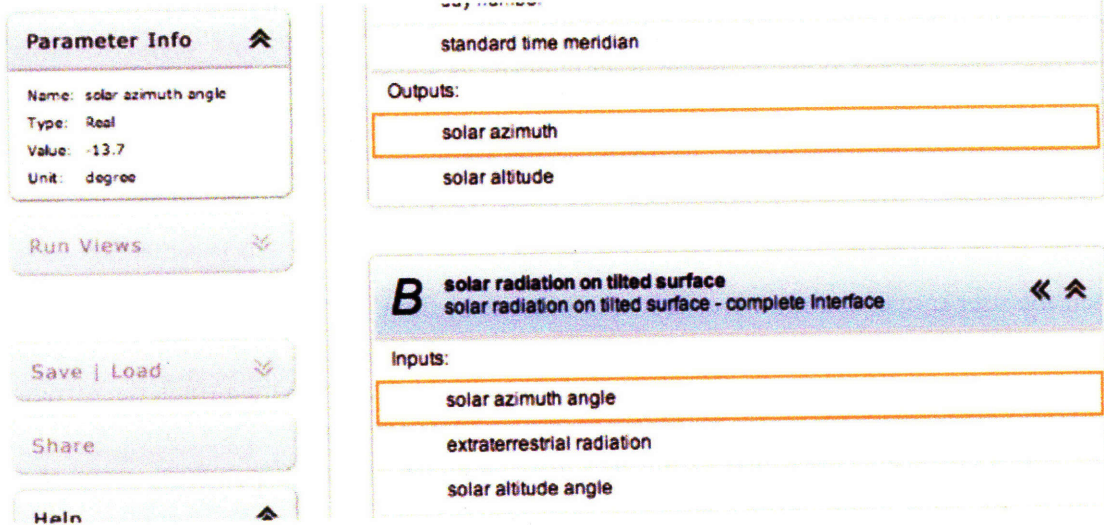 Parameter Info
Name: solar azimuth angle
Type: Real
Value: -13.7
Unit: degree
Run Views
Save | Load
Share
Help
day number
standard time meridian
Outputs:
solar azimuth
solar altitude
B
solar radiation on tilted surface
solar radiation on tilted surface - complete Interface
Inputs:
solar azimuth angle
extraterrestrial radiation
solar altitude angle